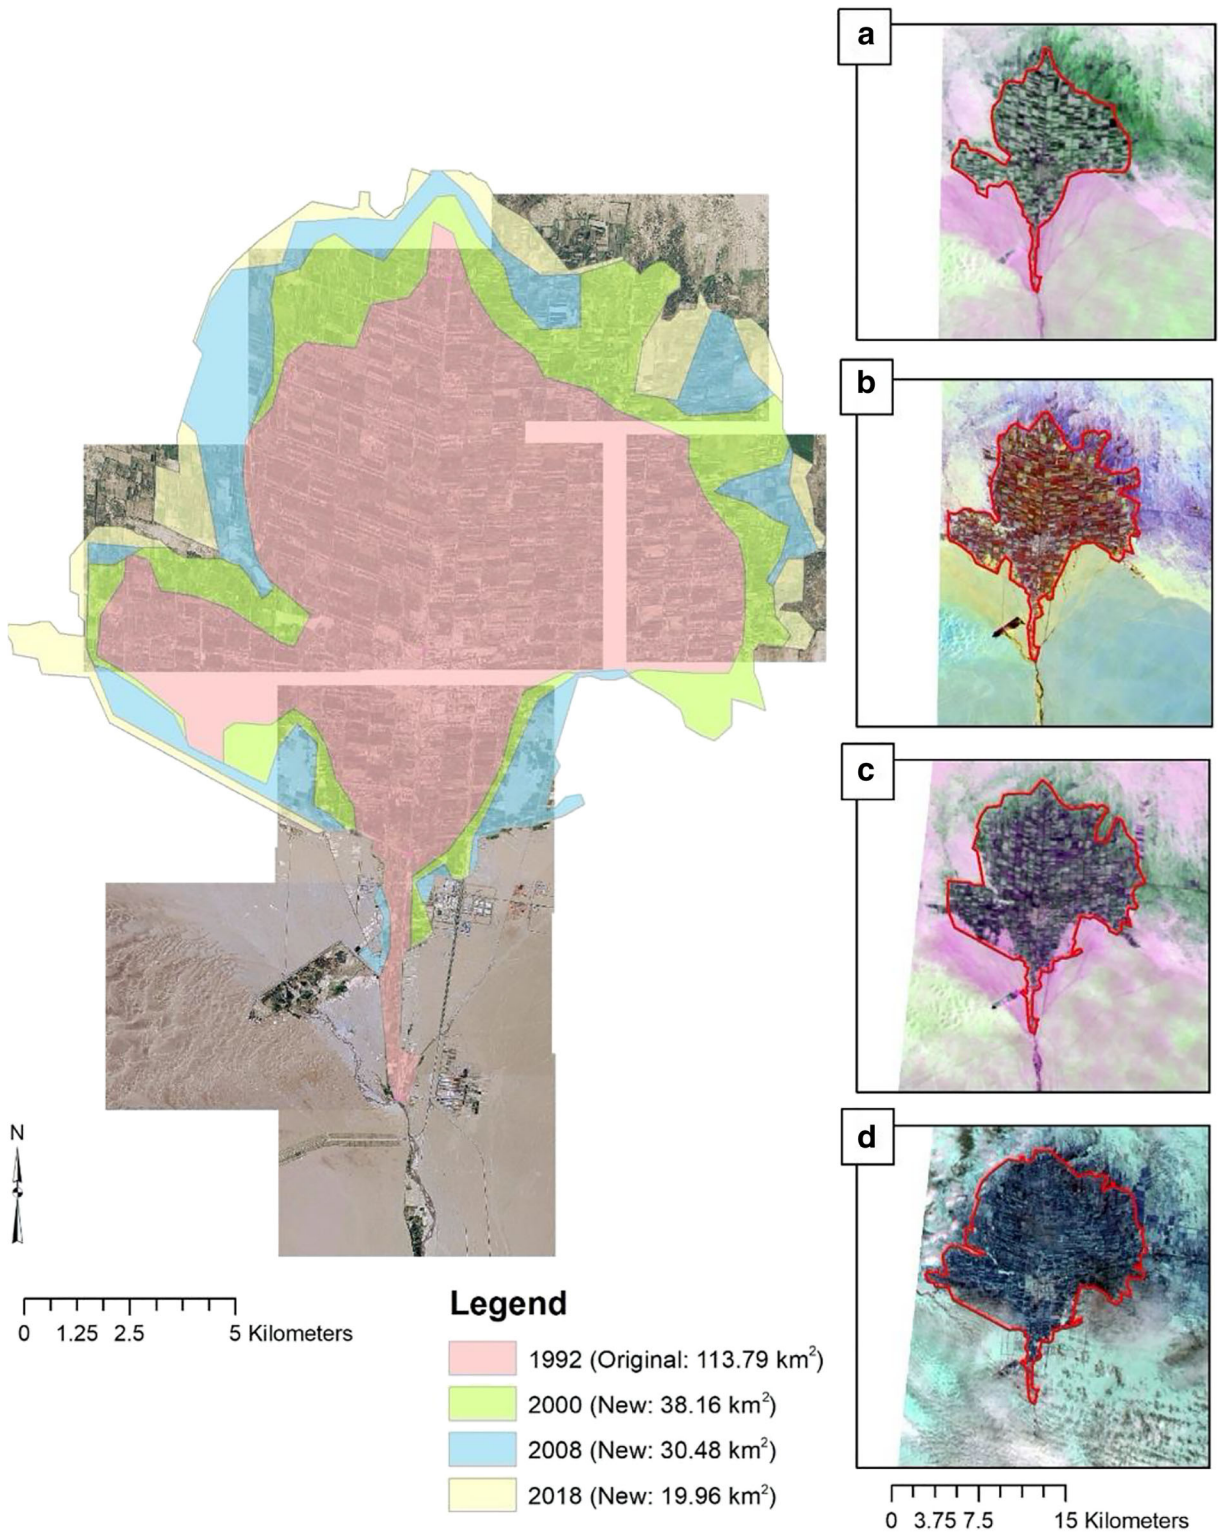 a
b
c
d
N
0 1.25 2.5 5 Kilometers
Legend
1992 (Original: 113.79 km²)
2000 (New: 38.16 km²)
2008 (New: 30.48 km²)
2018 (New: 19.96 km²)
0 3.75 7.5 15 Kilometers